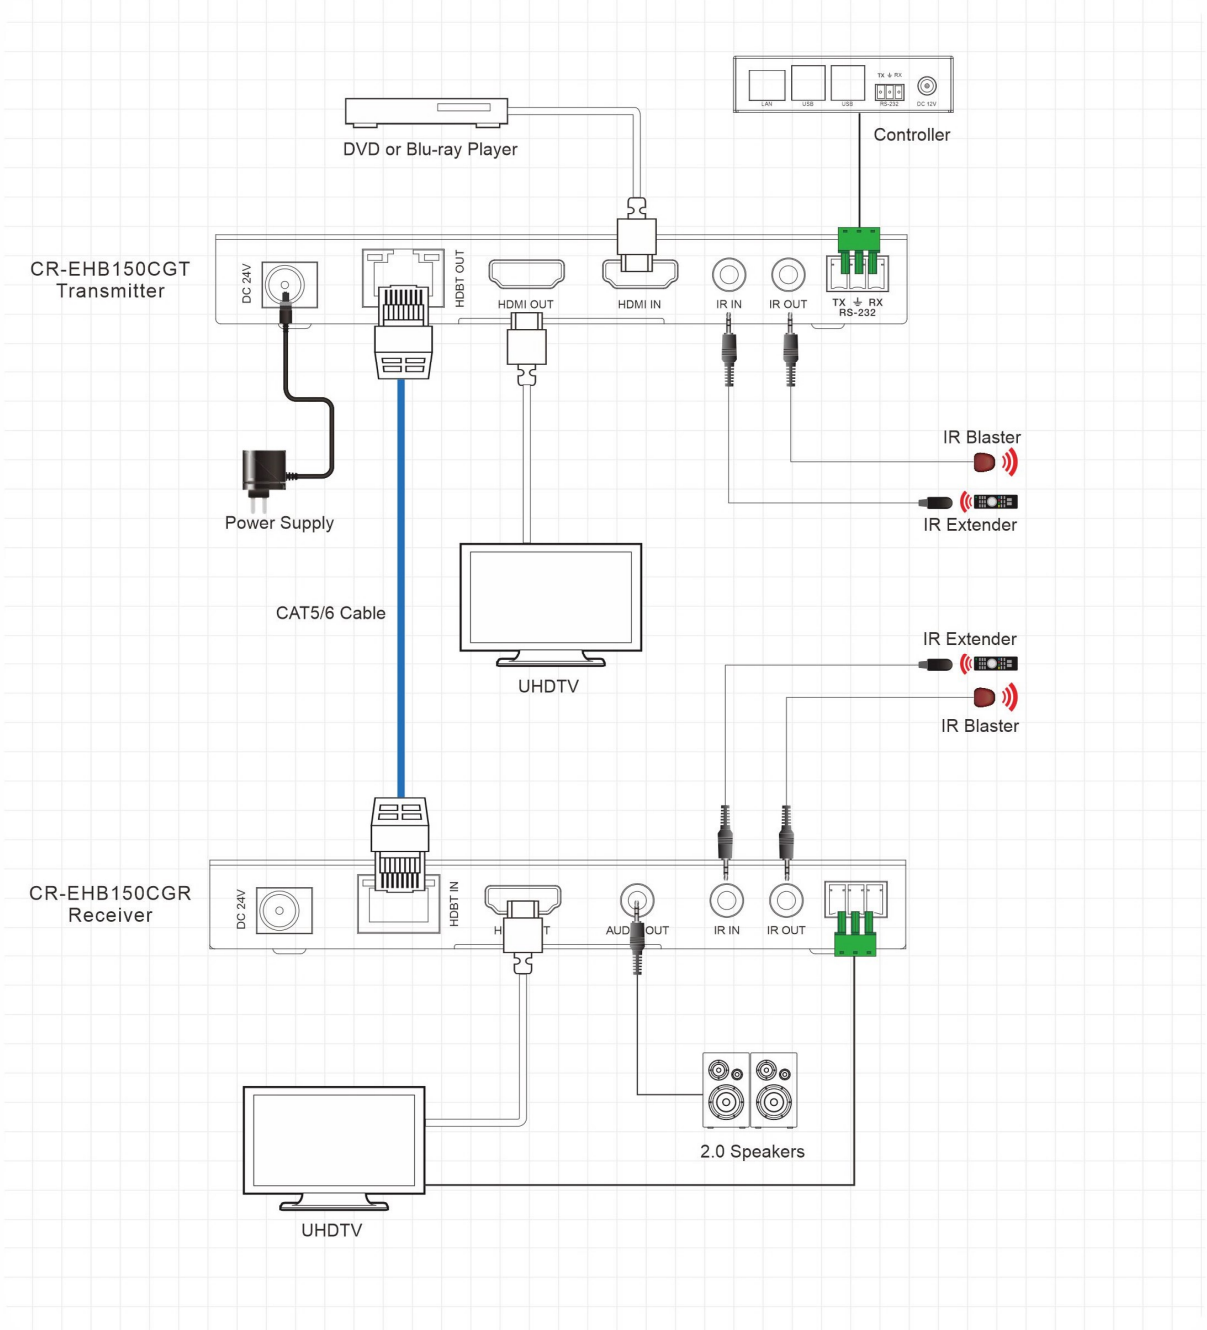 TX ⏚ RX
LAN
USB
USB
RS-232
DC 12V
Controller
DVD or Blu-ray Player
CR-EHB150CGT
Transmitter
DC 24V
HDBT OUT
HDMI OUT
HDMI IN
IR IN
IR OUT
TX ⏚ RX
RS-232
IR Blaster
IR Extender
Power Supply
CAT5/6 Cable
UHDTV
IR Extender
IR Blaster
CR-EHB150CGR
Receiver
DC 24V
HDBT IN
AUD OUT
IR IN
IR OUT
2.0 Speakers
UHDTV